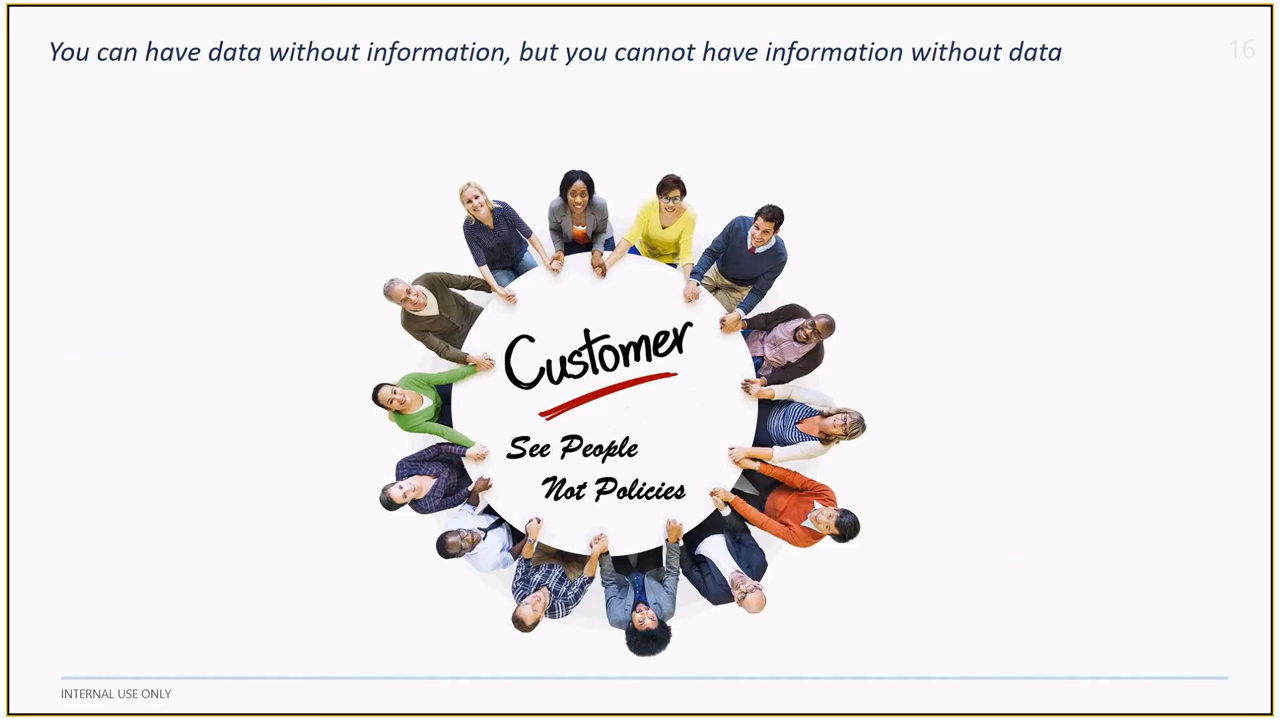 You can have data without information, but you cannot have information without data
16
Customer
See People
Not Policies
INTERNAL USE ONLY